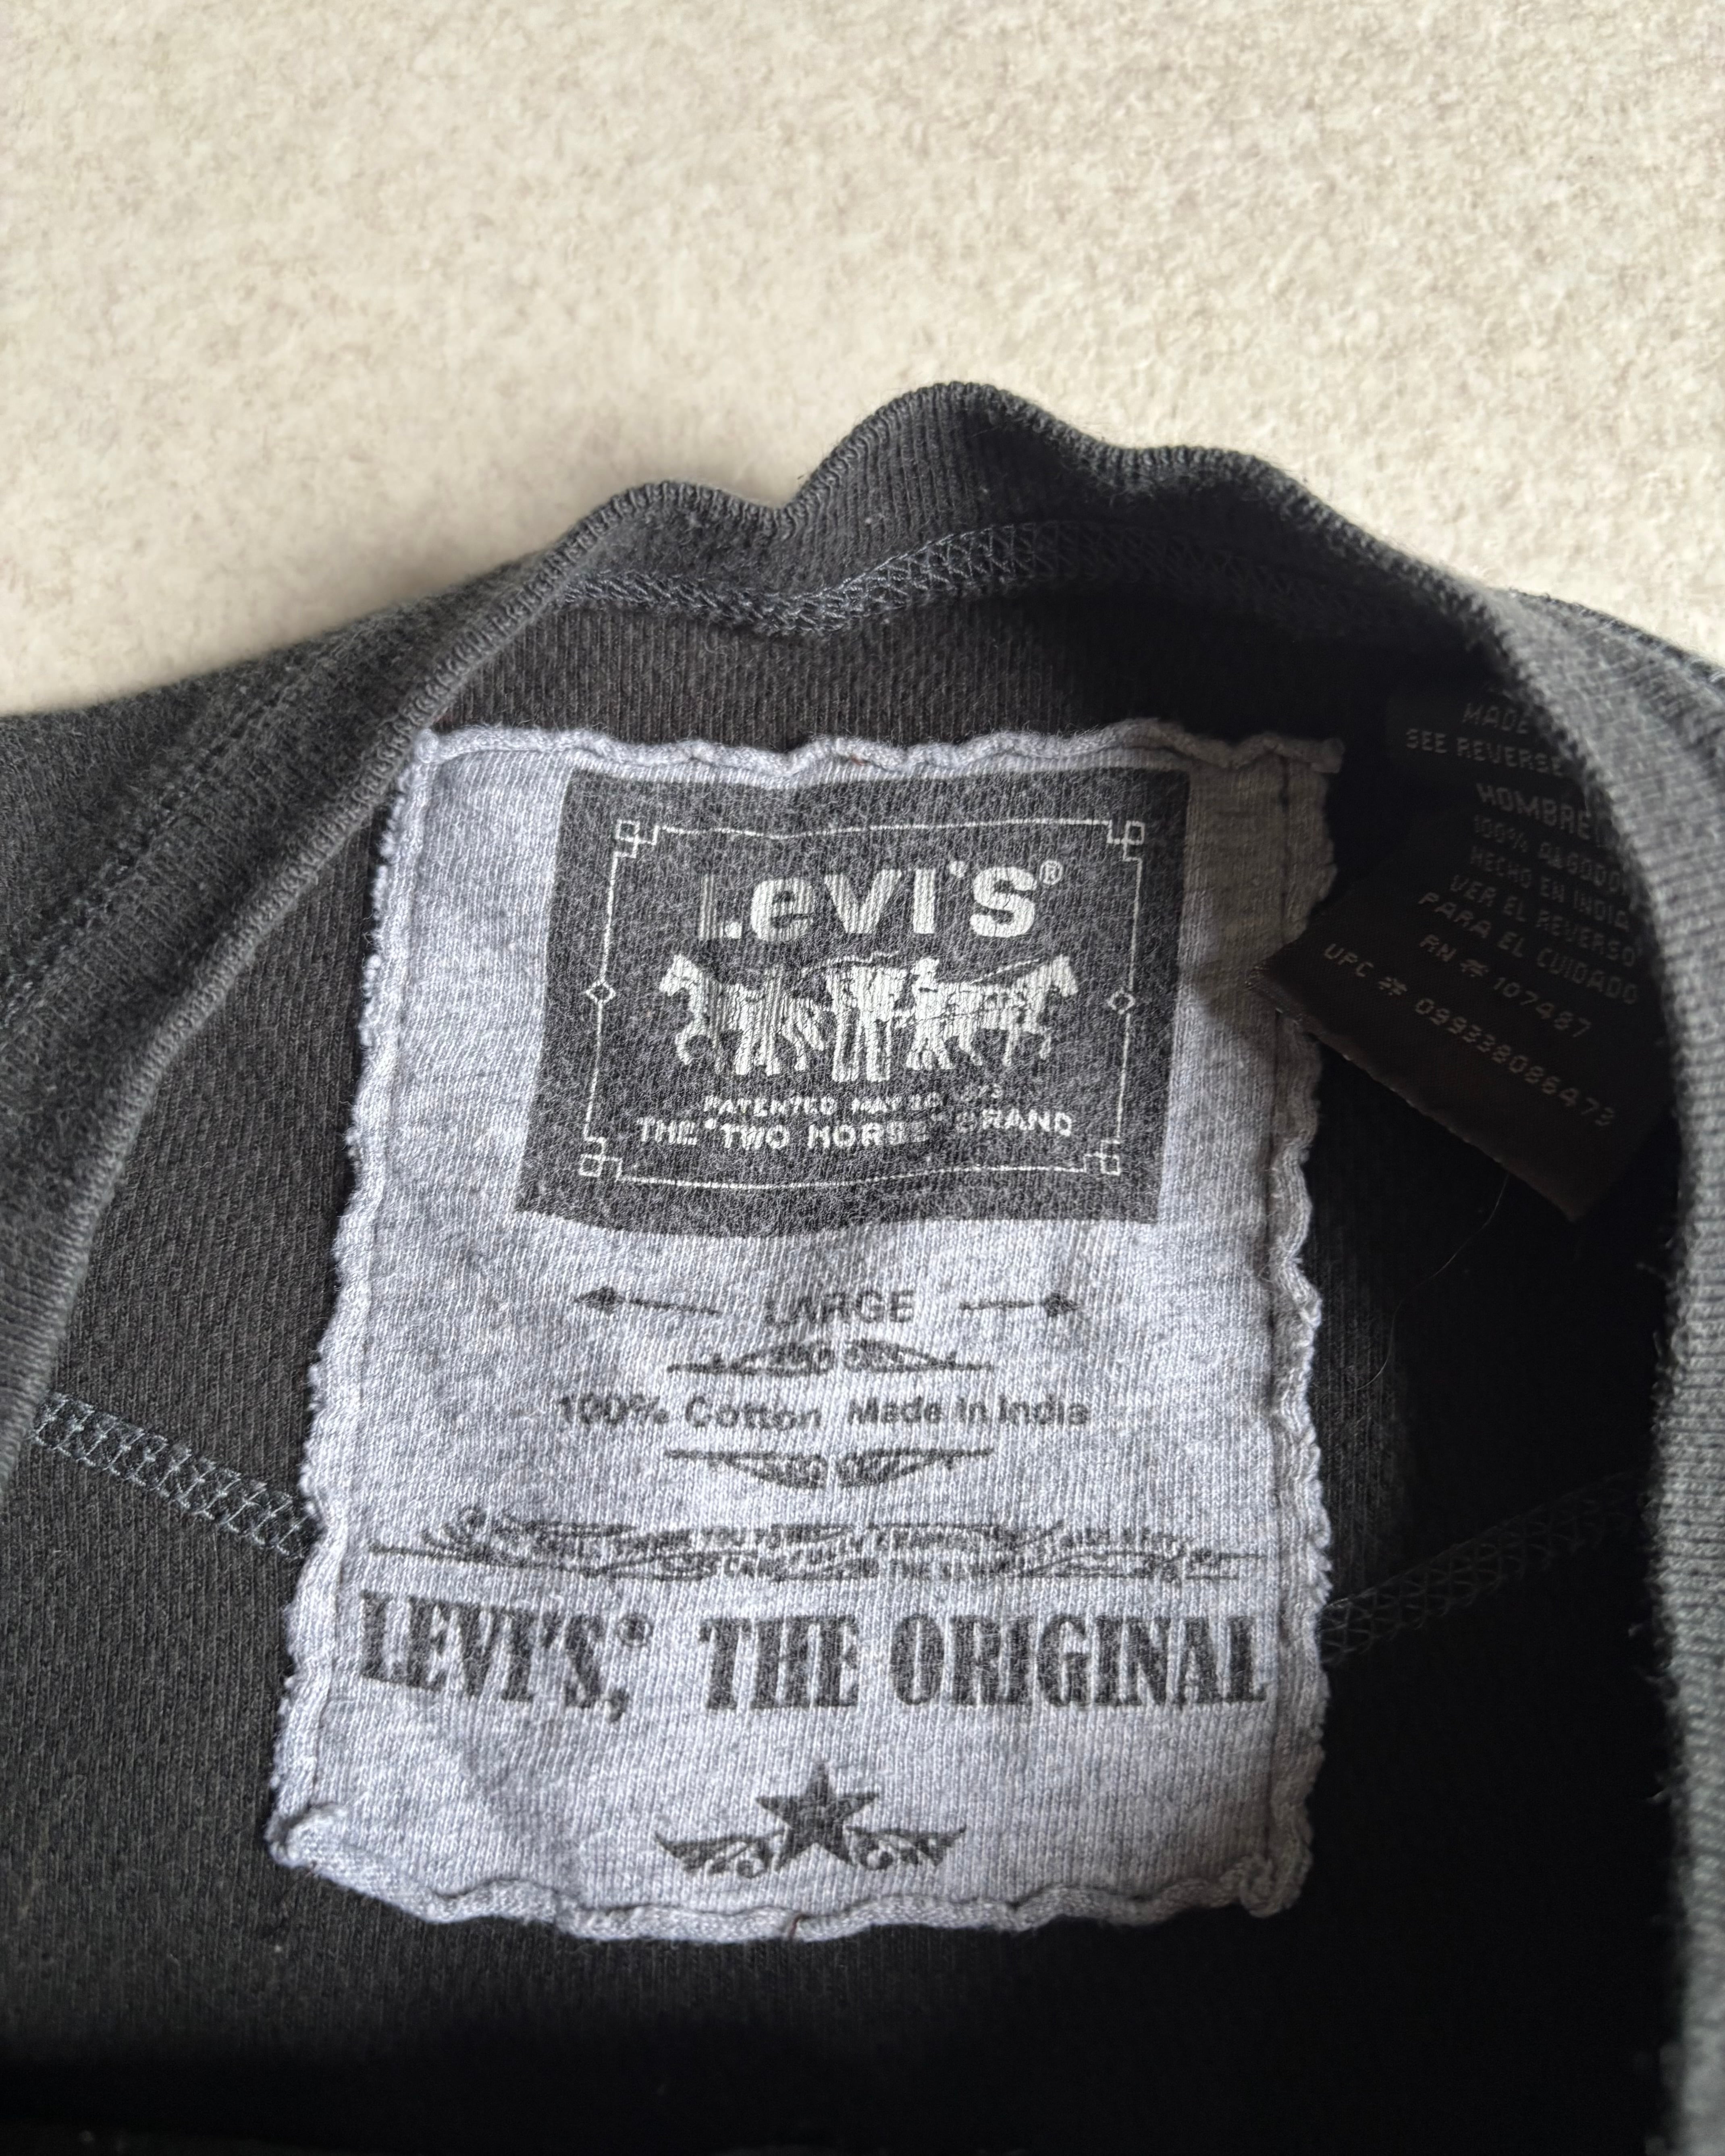 LEVI'S®
PATENTED MAY 20 1873
THE "TWO HORSE" BRAND
LARGE
100% Cotton Made in India
LEVI'S,® THE ORIGINAL
MADE
SEE REVERSE
HOMBRE
100% ALGODON
HECHO EN INDIA
VER EL REVERSO
PARA EL CUIDADO
RN # 107487
UPC # 099338086473